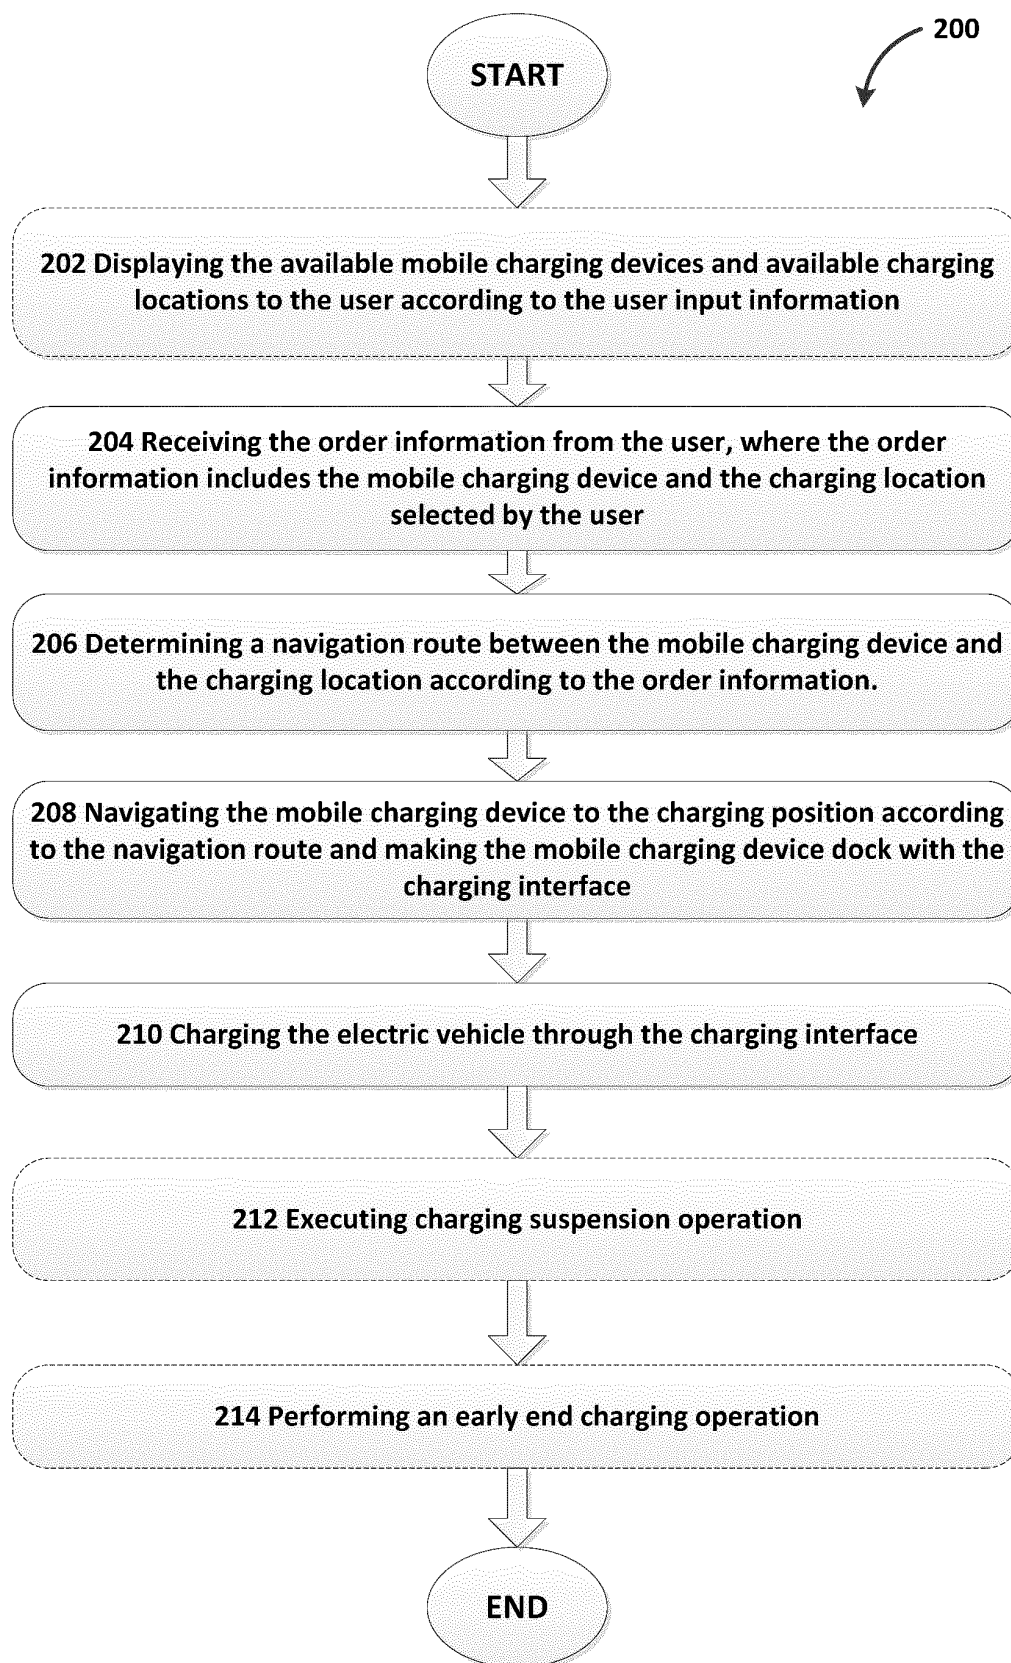 200
START
202 Displaying the available mobile charging devices and available charging
locations to the user according to the user input information
204 Receiving the order information from the user, where the order
information includes the mobile charging device and the charging location
selected by the user
206 Determining a navigation route between the mobile charging device and
the charging location according to the order information.
208 Navigating the mobile charging device to the charging position according
to the navigation route and making the mobile charging device dock with the
charging interface
210 Charging the electric vehicle through the charging interface
212 Executing charging suspension operation
214 Performing an early end charging operation
END